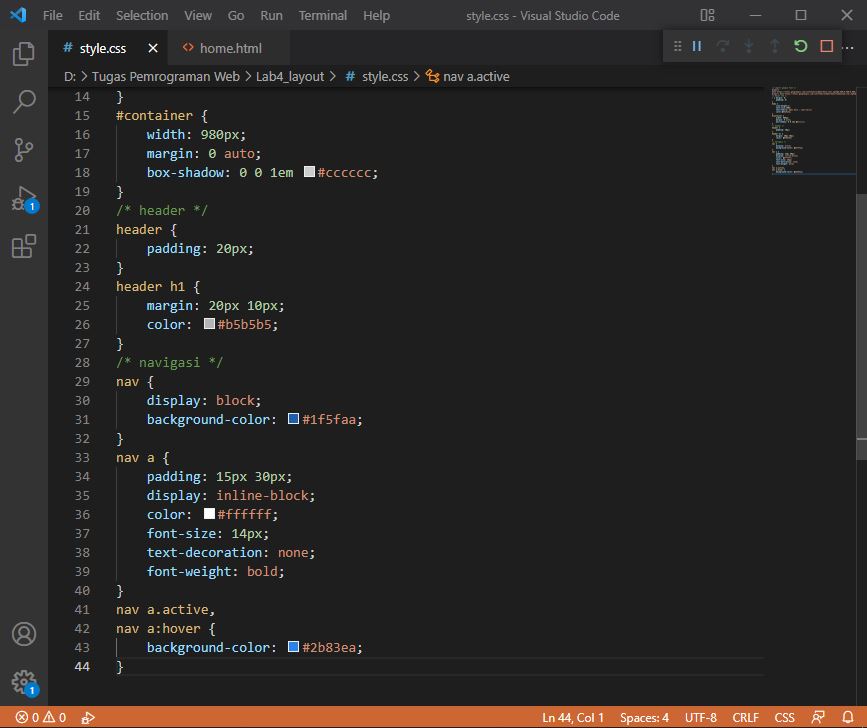 File Edit Selection View Go Run Terminal Help style.css - Visual Studio Code
# style.css × <> home.html
D: > Tugas Pemrograman Web > Lab4_layout > # style.css > nav a.active
14 }
15 #container {
16 width: 980px;
17 margin: 0 auto;
18 box-shadow: 0 0 1em #cccccc;
19 }
20 /* header */
21 header {
22 padding: 20px;
23 }
24 header h1 {
25 margin: 20px 10px;
26 color: #b5b5b5;
27 }
28 /* navigasi */
29 nav {
30 display: block;
31 background-color: #1f5faa;
32 }
33 nav a {
34 padding: 15px 30px;
35 display: inline-block;
36 color: #ffffff;
37 font-size: 14px;
38 text-decoration: none;
39 font-weight: bold;
40 }
41 nav a.active,
42 nav a:hover {
43 background-color: #2b83ea;
44 }
1
1
0 0 Ln 44, Col 1 Spaces: 4 UTF-8 CRLF CSS